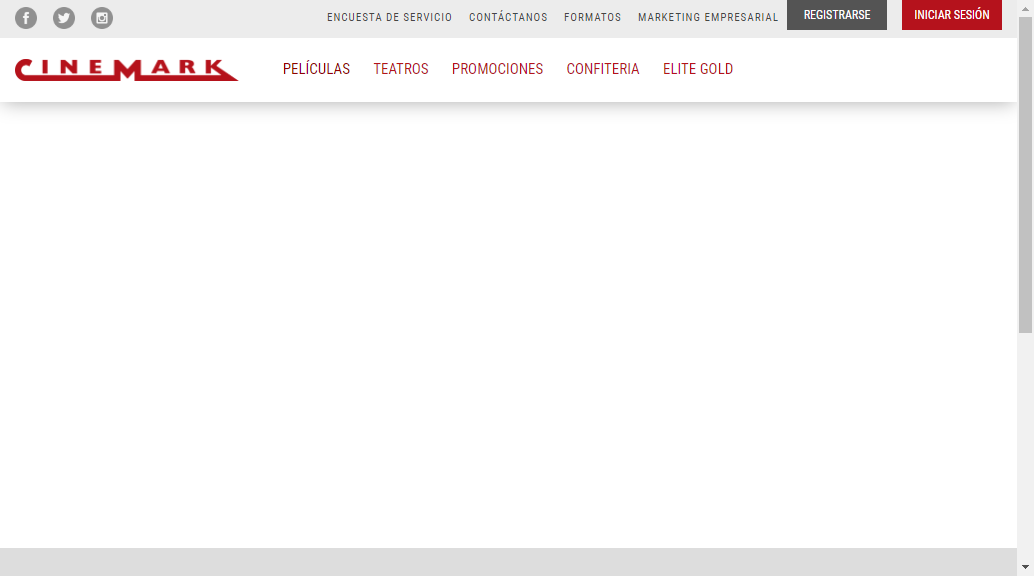 ENCUESTA DE SERVICIO CONTÁCTANOS FORMATOS MARKETING EMPRESARIAL REGISTRARSE INICIAR SESIÓN
CINEMARK PELÍCULAS TEATROS PROMOCIONES CONFITERIA ELITE GOLD